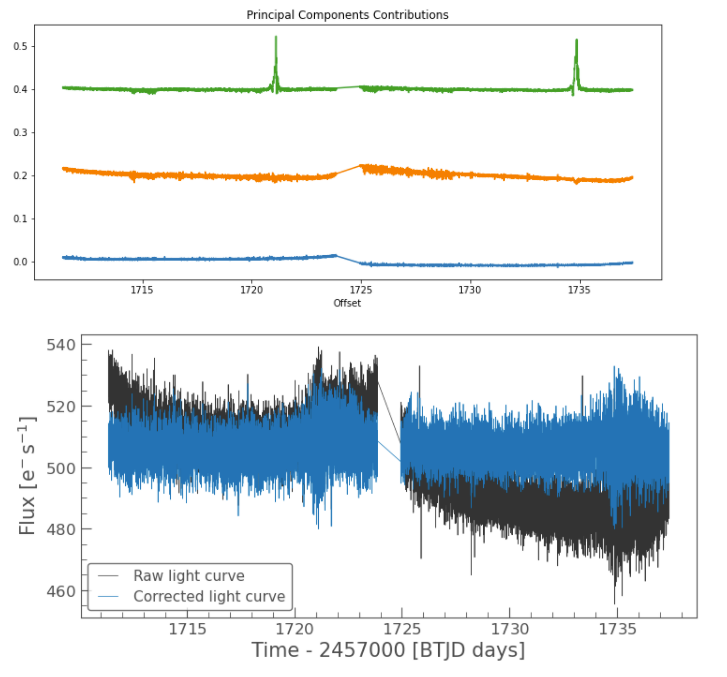 Principal Components Contributions
0.5
0.4
0.3
0.2
0.1
0.0
1715 1720 1725 1730 1735
Offset
540
520
500
480
460
Flux [e⁻ s⁻¹]
Raw light curve
Corrected light curve
1715 1720 1725 1730 1735
Time - 2457000 [BTJD days]